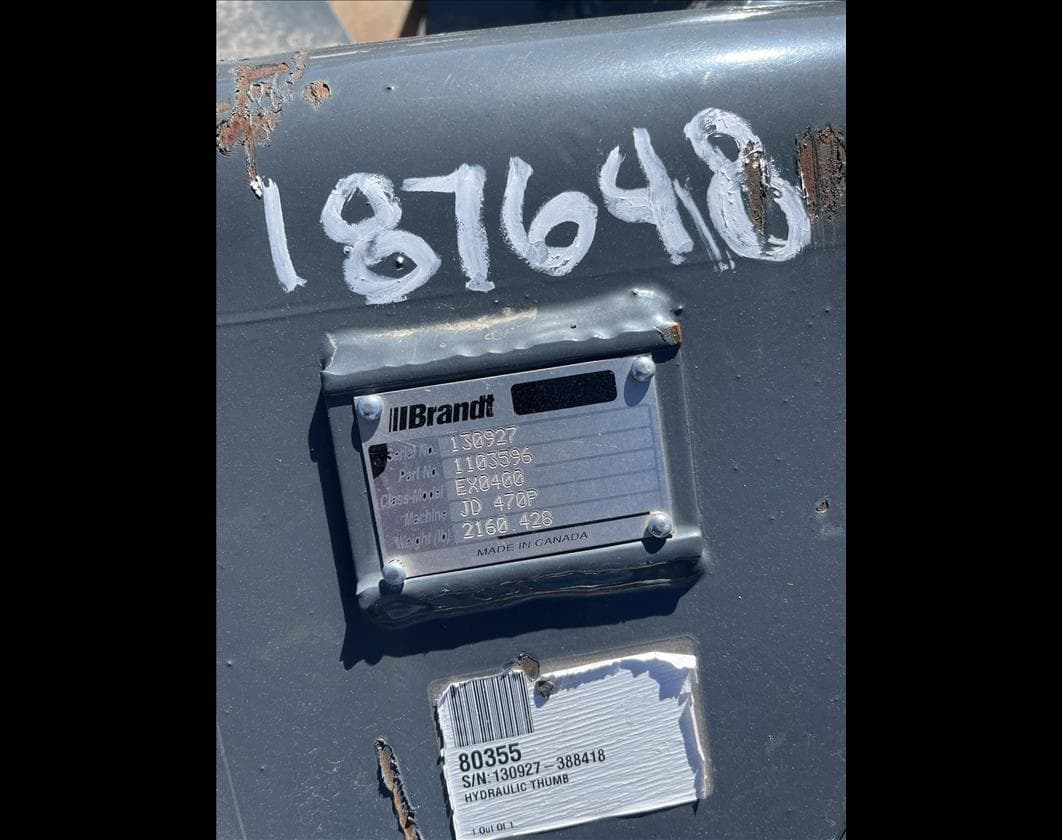 187648
Brandt
Serial No. 130927
Part No. 1103596
Class-Model EX0400
Machine JD 470P
Weight (lb) 2160.428
MADE IN CANADA
80355
S/N: 130927-388418
HYDRAULIC THUMB
1 Out Of 1